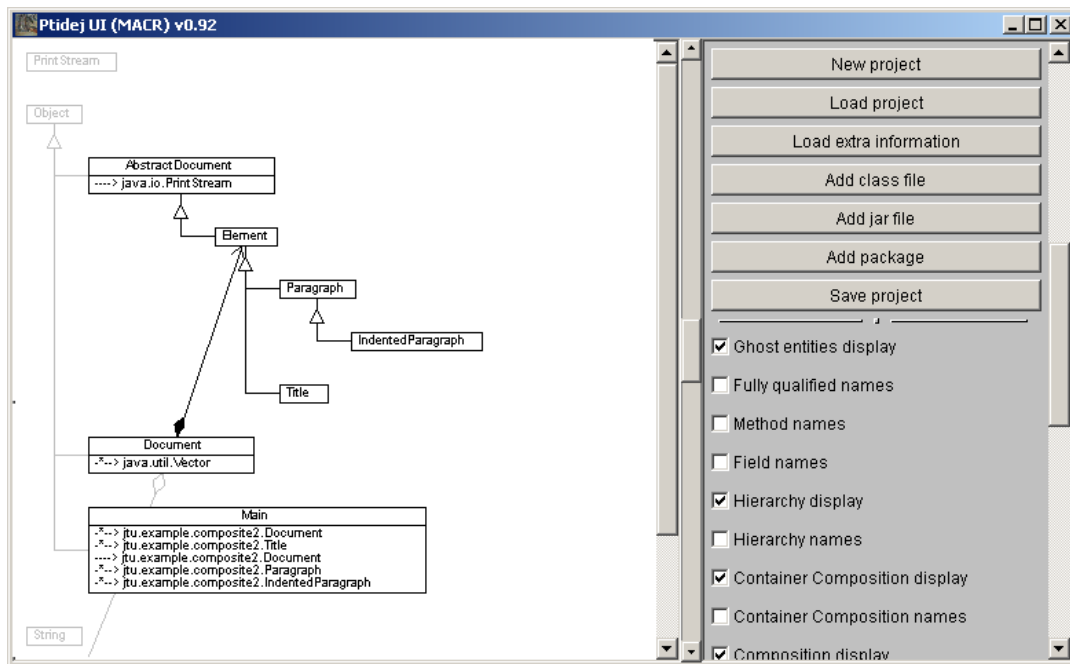 Ptidej UI (MACR) v0.92
PrintStream
Object
AbstractDocument
----> java.io.PrintStream
Element
Paragraph
IndentedParagraph
Title
Document
-*--> java.util.Vector
Main
-*--> jtu.example.composite2.Document
-*--> jtu.example.composite2.Title
----> jtu.example.composite2.Document
-*--> jtu.example.composite2.Paragraph
-*--> jtu.example.composite2.IndentedParagraph
String
New project
Load project
Load extra information
Add class file
Add jar file
Add package
Save project
Ghost entities display
Fully qualified names
Method names
Field names
Hierarchy display
Hierarchy names
Container Composition display
Container Composition names
Composition display